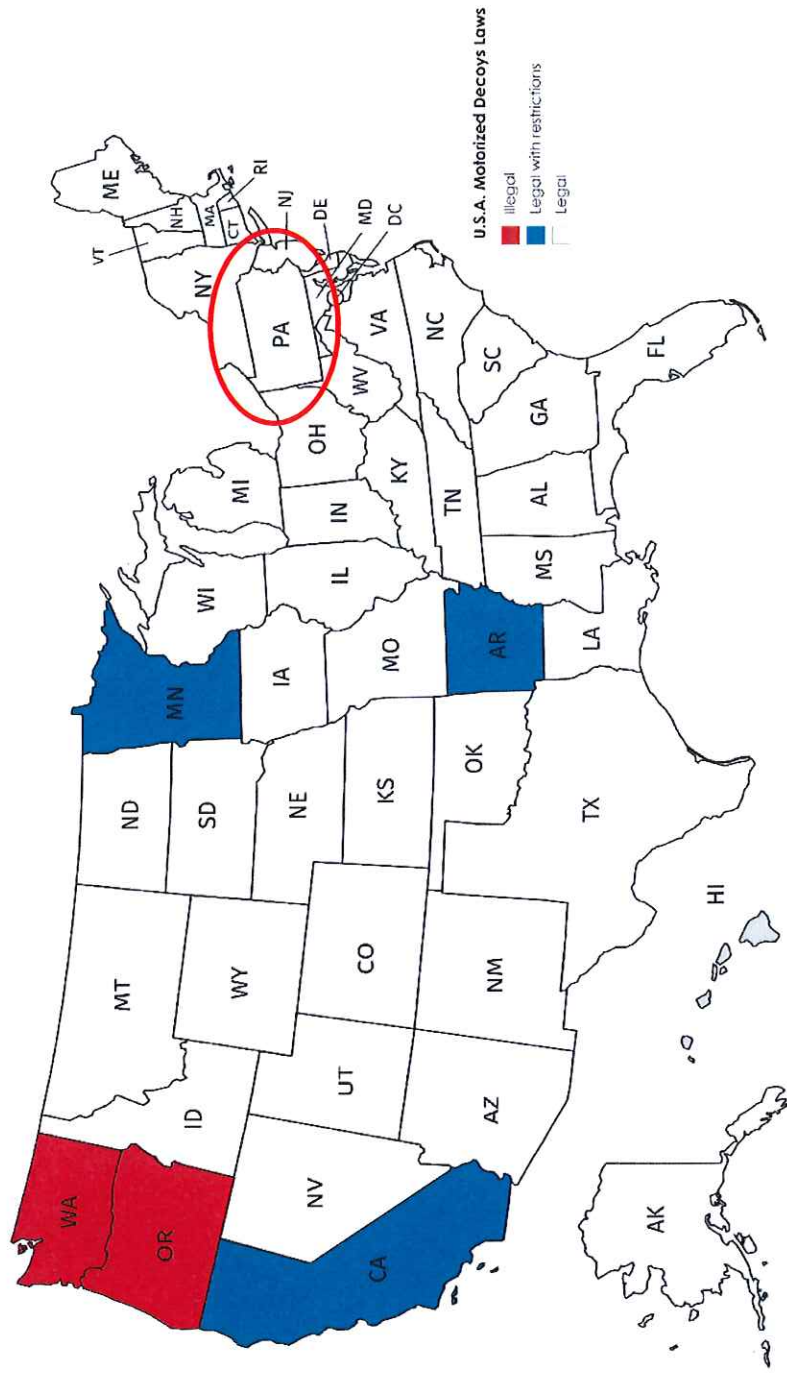 WA
OR
CA
ID
NV
MT
WY
UT
AZ
CO
NM
ND
SD
NE
KS
OK
TX
MN
IA
MO
AR
LA
WI
IL
MI
IN
OH
KY
TN
MS
AL
GA
FL
SC
NC
VA
WV
PA
NY
VT
NH
ME
MA
CT
RI
NJ
DE
MD
DC
AK
HI
U.S.A. Motorized Decoys Laws
Illegal
Legal with restrictions
Legal